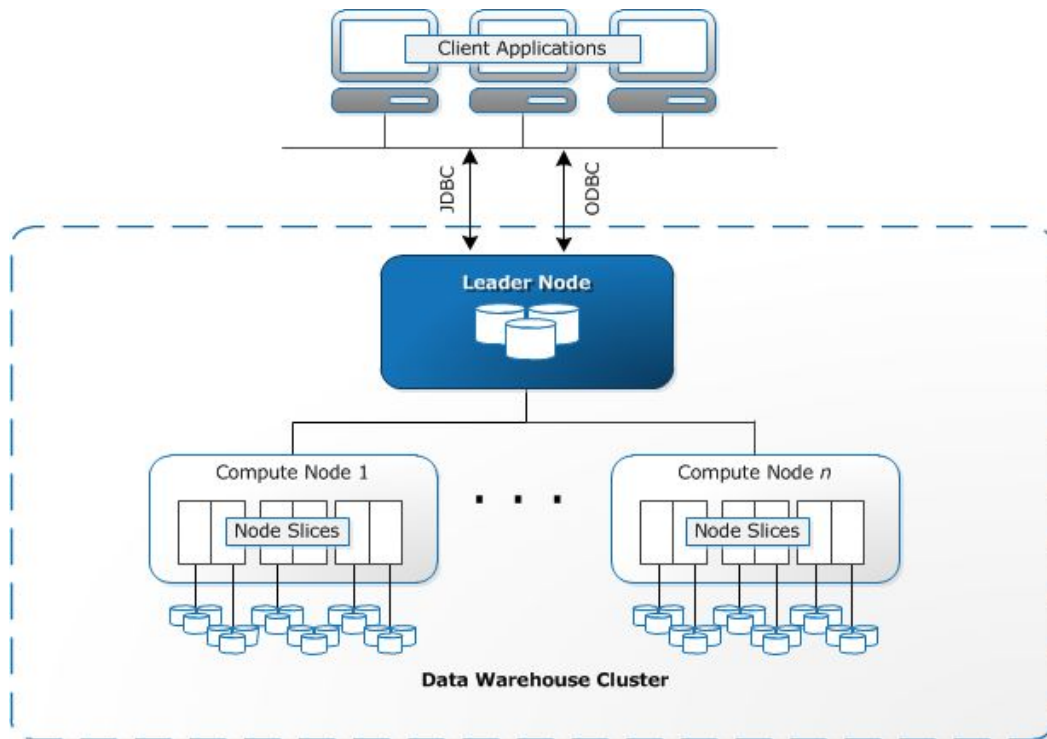 Client Applications
JDBC
ODBC
Leader Node
Compute Node 1
Compute Node n
. . .
Node Slices
Node Slices
Data Warehouse Cluster